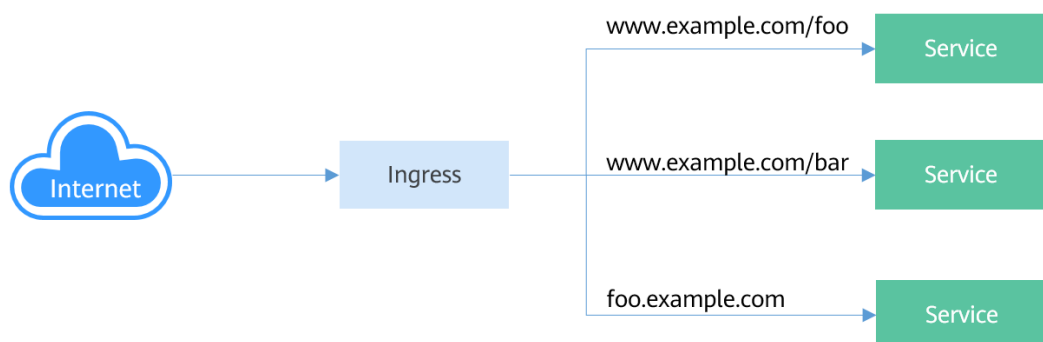 www.example.com/foo
Service
Internet
Ingress
www.example.com/bar
Service
foo.example.com
Service